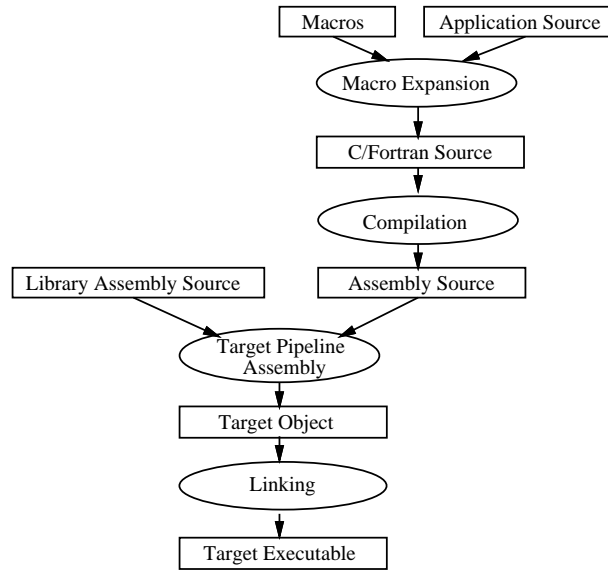 Macros
Application Source
Macro Expansion
C/Fortran Source
Compilation
Library Assembly Source
Assembly Source
Target Pipeline
Assembly
Target Object
Linking
Target Executable